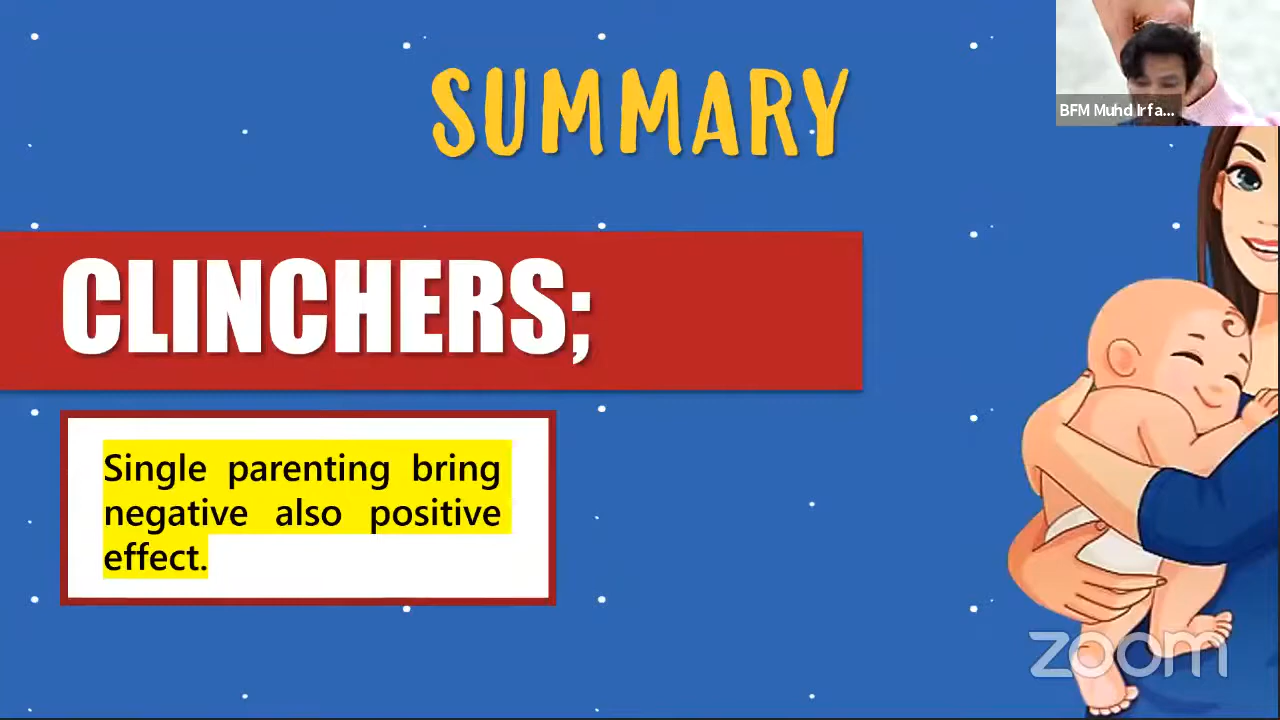 SUMMARY
BFM Muhd Irfa...
CLINCHERS;
Single parenting bring
negative also positive
effect.
zoom